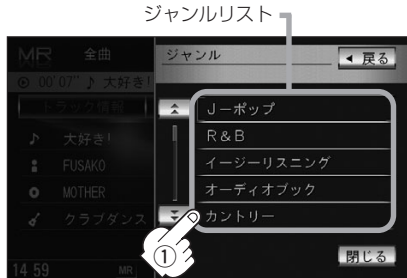 ジャンルリスト
MR 全曲
ジャンル
戻る
00'07" 大好き!
トラック情報
J-ポップ
大好き!
R&B
FUSAKO
イージーリスニング
MOTHER
オーディオブック
クラブダンス
カントリー
①
閉じる
14 59
MR